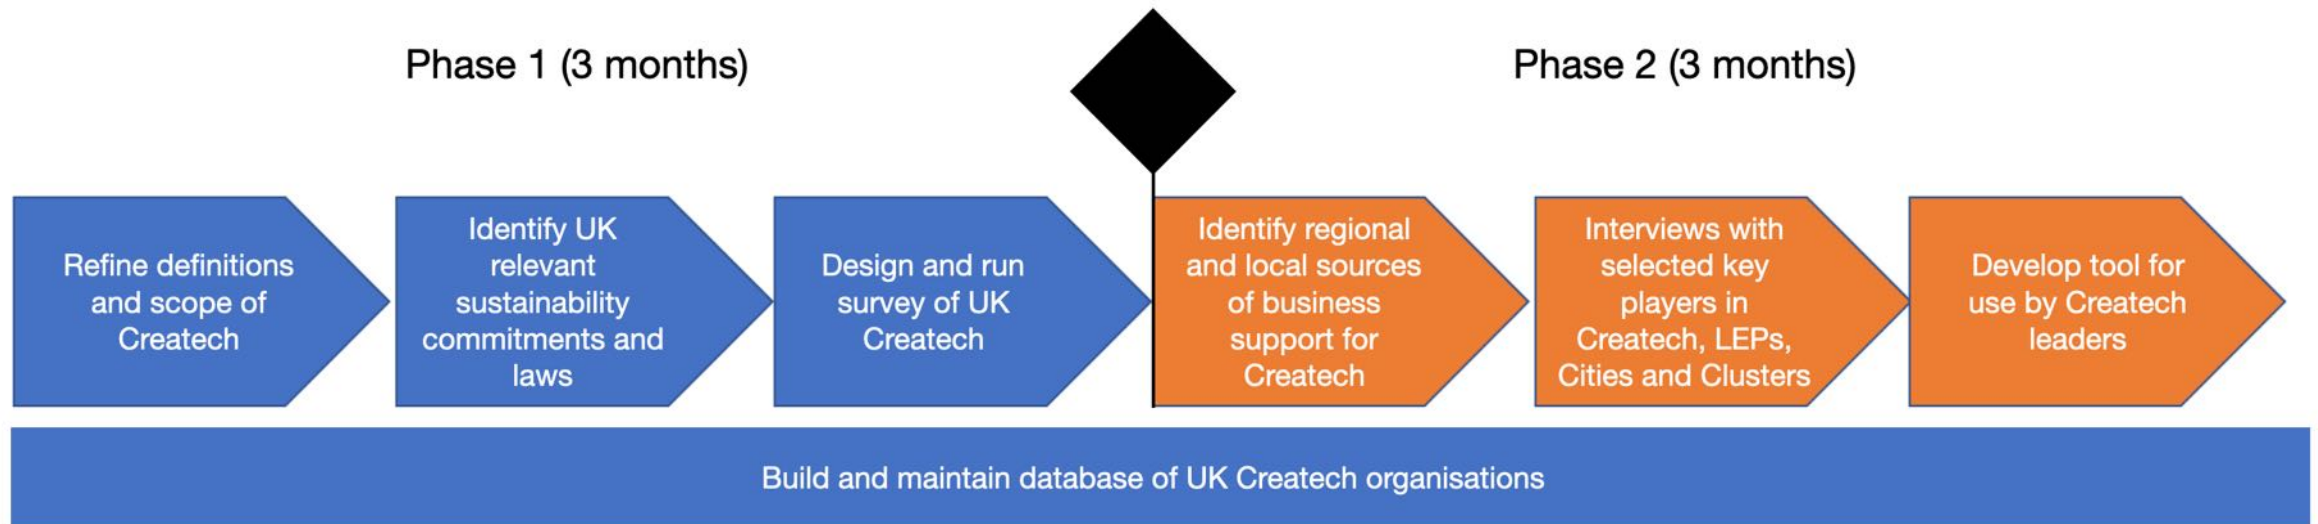 Phase 1 (3 months)
Phase 2 (3 months)
Refine definitions
and scope of
Createch
Identify UK
relevant
sustainability
commitments and
laws
Design and run
survey of UK
Createch
Identify regional
and local sources
of business
support for
Createch
Interviews with
selected key
players in
Createch, LEPs,
Cities and Clusters
Develop tool for
use by Createch
leaders
Build and maintain database of UK Createch organisations